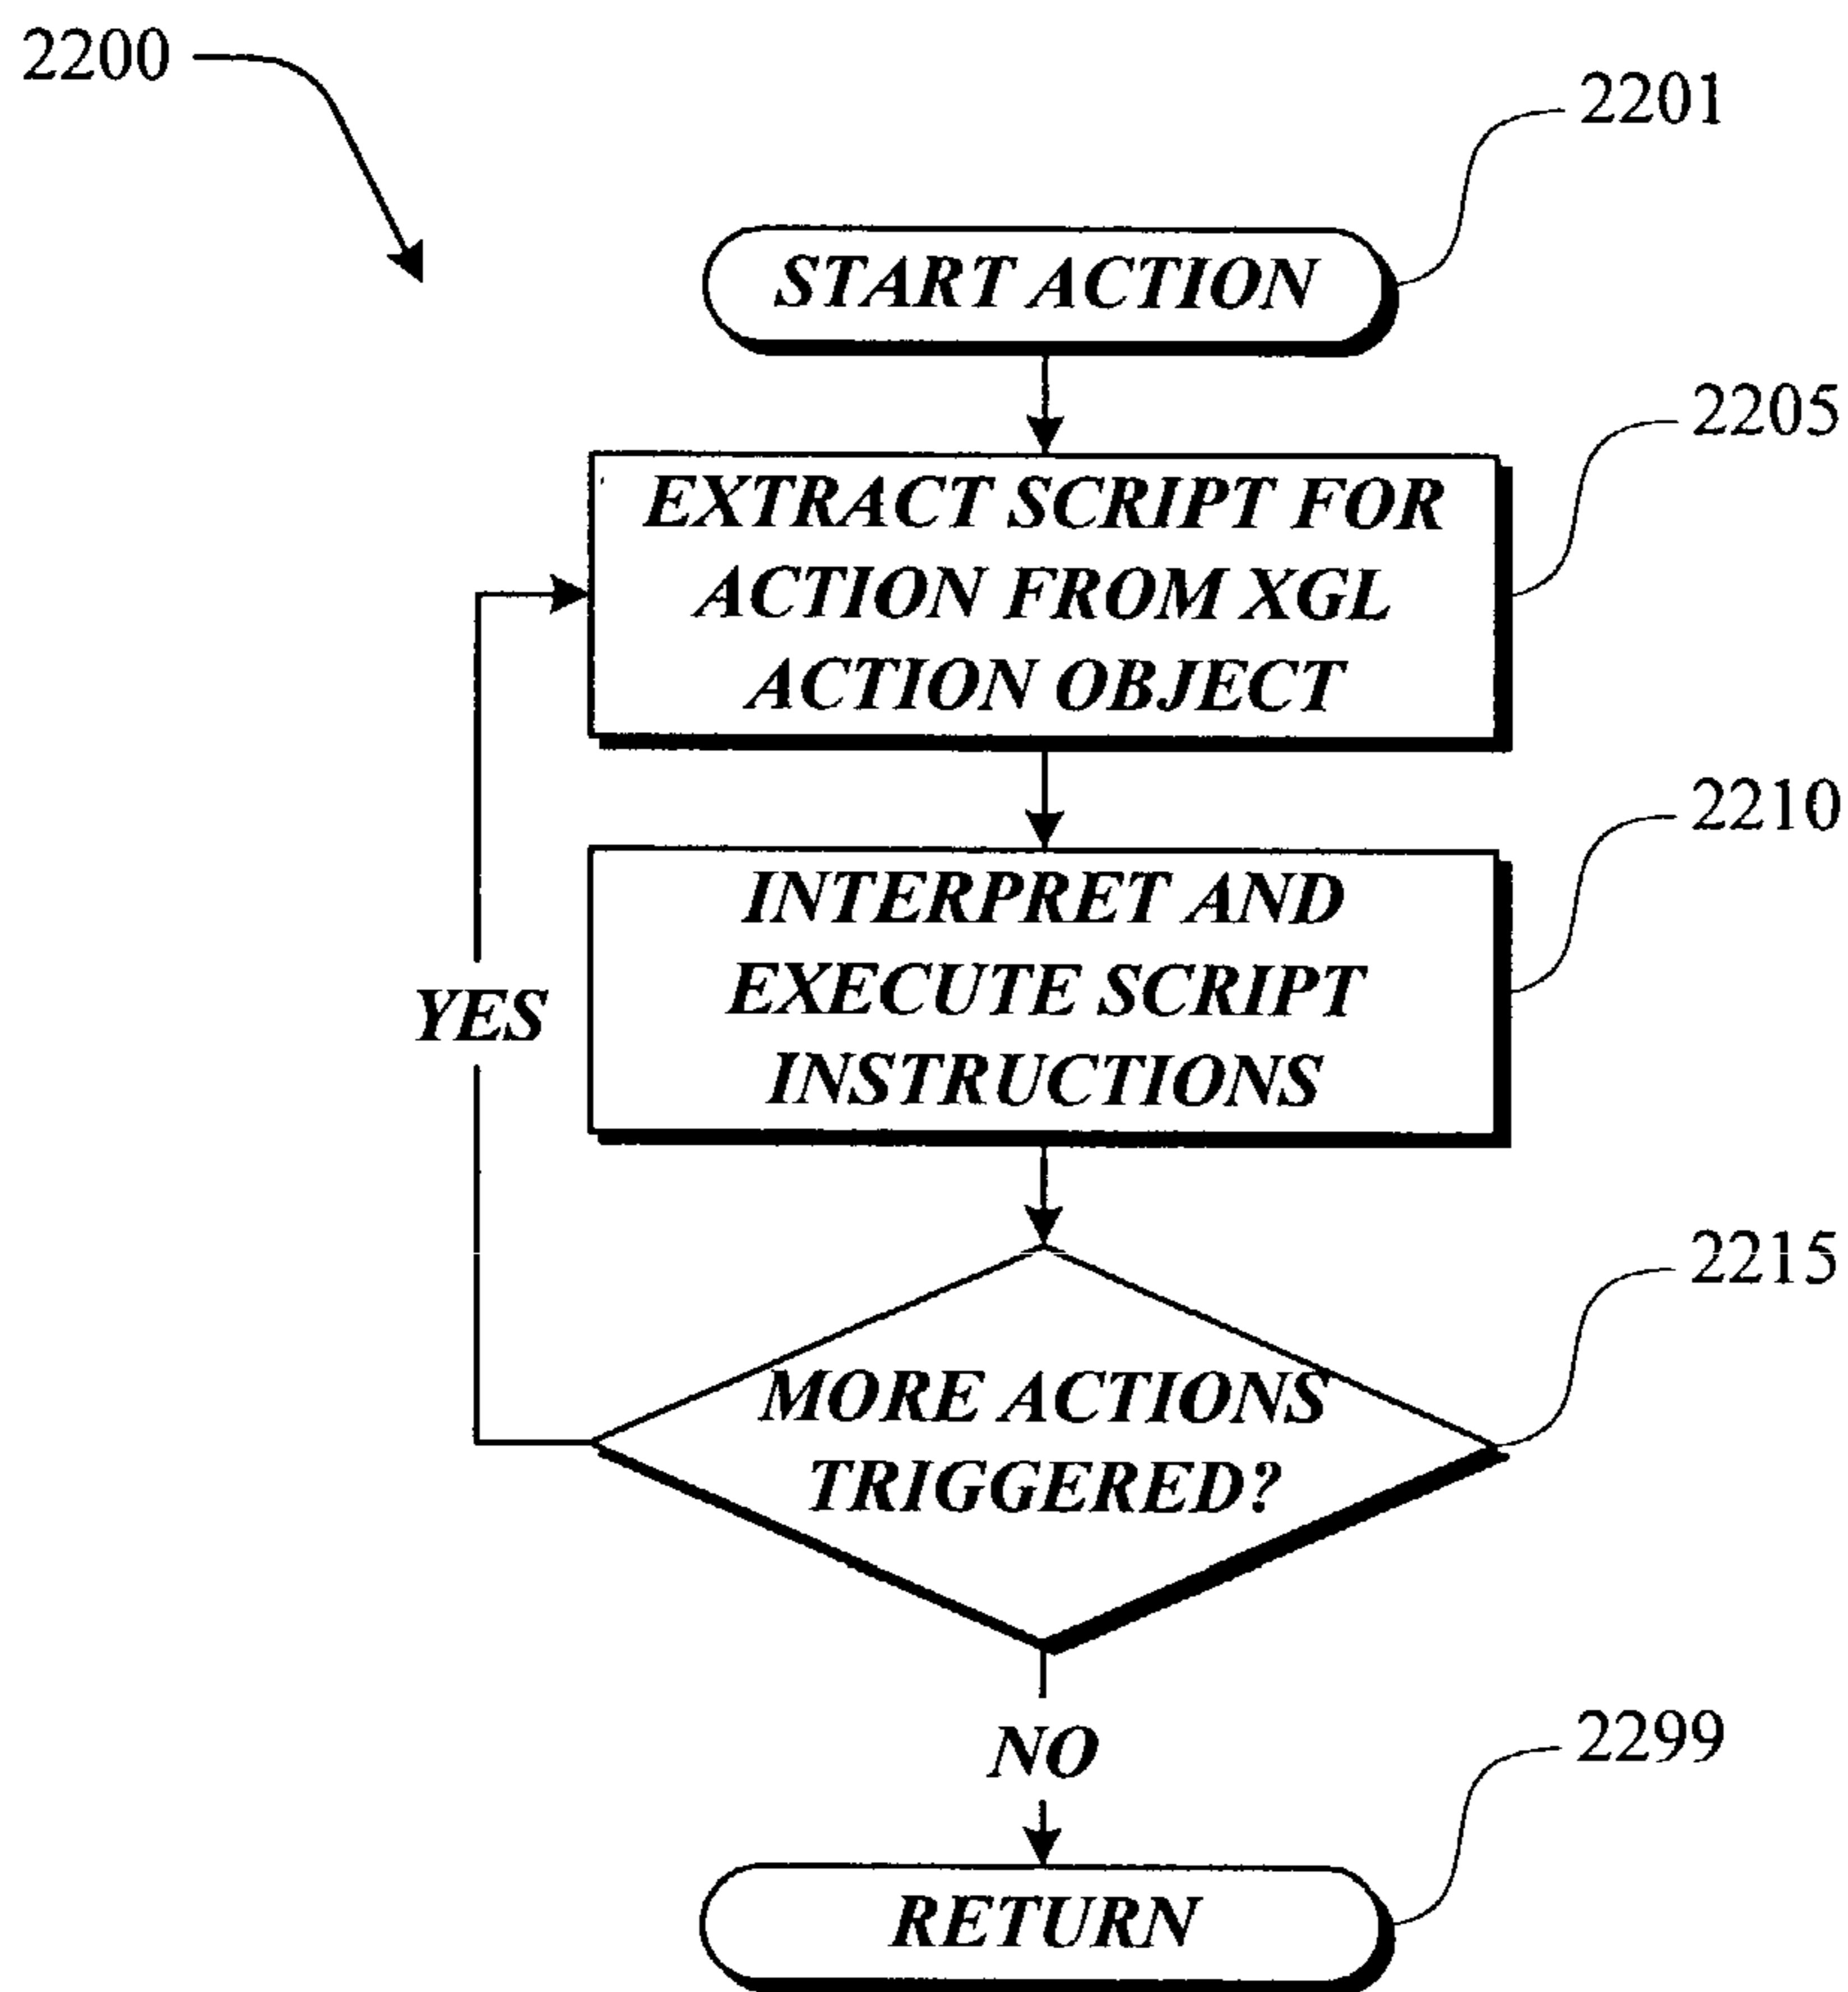 2200
2201
START ACTION
2205
EXTRACT SCRIPT FOR
ACTION FROM XGL
ACTION OBJECT
2210
INTERPRET AND
EXECUTE SCRIPT
INSTRUCTIONS
YES
2215
MORE ACTIONS
TRIGGERED?
NO
2299
RETURN